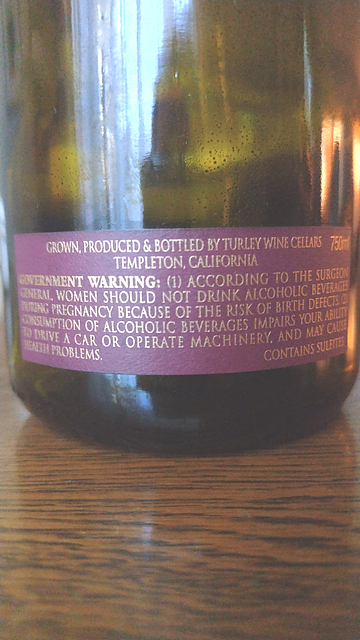 GROWN, PRODUCED & BOTTLED BY TURLEY WINE CELLARS 750ml
TEMPLETON, CALIFORNIA
GOVERNMENT WARNING: (1) ACCORDING TO THE SURGEON
GENERAL, WOMEN SHOULD NOT DRINK ALCOHOLIC BEVERAGES
DURING PREGNANCY BECAUSE OF THE RISK OF BIRTH DEFECTS. (2)
CONSUMPTION OF ALCOHOLIC BEVERAGES IMPAIRS YOUR ABILITY
TO DRIVE A CAR OR OPERATE MACHINERY, AND MAY CAUSE
HEALTH PROBLEMS. CONTAINS SULFITES